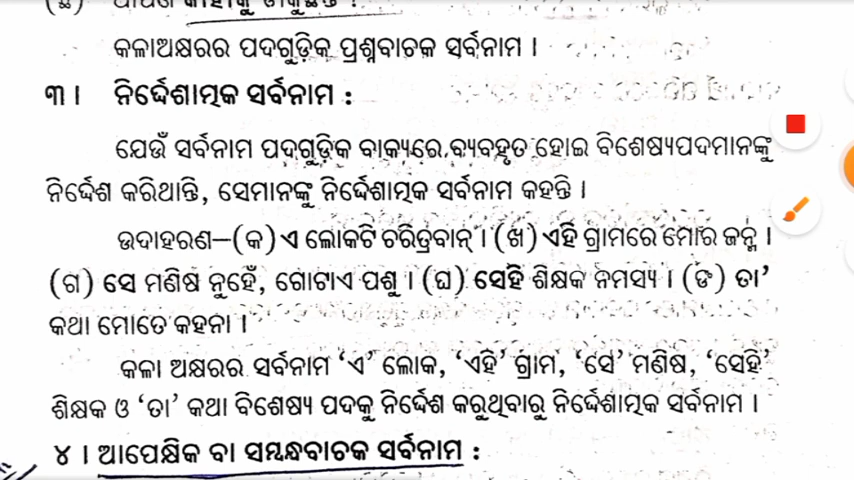 (ଛ) ଆପଣ କାହାକୁ ଡାକୁଛନ୍ତି ?
କଳାଅକ୍ଷରର ପଦଗୁଡ଼ିକ ପ୍ରଶ୍ନବାଚକ ସର୍ବନାମ ।
୩ । ନିର୍ଦ୍ଦେଶାତ୍ମକ ସର୍ବନାମ :
ଯେଉଁ ସର୍ବନାମ ପଦଗୁଡ଼ିକ ବାକ୍ୟରେ ବ୍ୟବହୃତ ହୋଇ ବିଶେଷ୍ୟପଦମାନଙ୍କୁ
ନିର୍ଦ୍ଦେଶ କରିଥାନ୍ତି, ସେମାନଙ୍କୁ ନିର୍ଦ୍ଦେଶାତ୍ମକ ସର୍ବନାମ କହନ୍ତି ।
ଉଦାହରଣ–(କ) ଏ ଲୋକଟି ଚରିତ୍ରବାନ୍ । (ଖ) ଏହି ଗ୍ରାମରେ ମୋର ଜନ୍ମ ।
(ଗ) ସେ ମଣିଷ ନୁହେଁ, ଗୋଟାଏ ପଶୁ । (ଘ) ସେହି ଶିକ୍ଷକ ନମସ୍ୟ । (ଙ) ତା’
କଥା ମୋତେ କହନା ।
କଳା ଅକ୍ଷରର ସର୍ବନାମ ‘ଏ’ ଲୋକ, ‘ଏହି’ ଗ୍ରାମ, ‘ସେ’ ମଣିଷ, ‘ସେହି’
ଶିକ୍ଷକ ଓ ‘ତା’ କଥା ବିଶେଷ୍ୟ ପଦକୁ ନିର୍ଦ୍ଦେଶ କରୁଥିବାରୁ ନିର୍ଦ୍ଦେଶାତ୍ମକ ସର୍ବନାମ ।
୪ । ଆପେକ୍ଷିକ ବା ସମ୍ବନ୍ଧବାଚକ ସର୍ବନାମ :